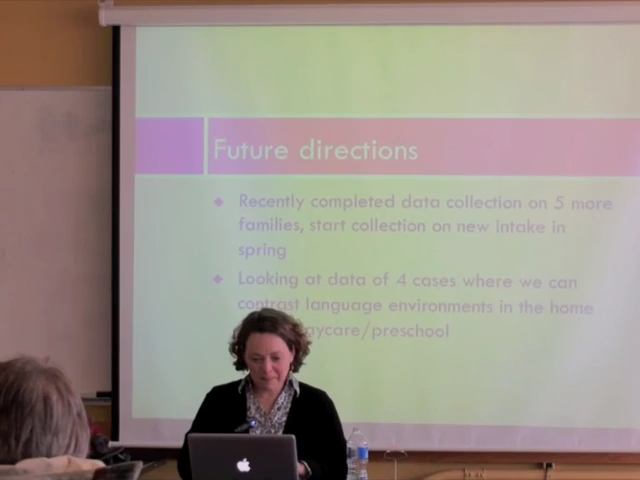 Future directions
Recently completed data collection on 5 more
families, start collection on new intake in
spring
Looking at data of 4 cases where we can
contrast language environments in the home
daycare/preschool